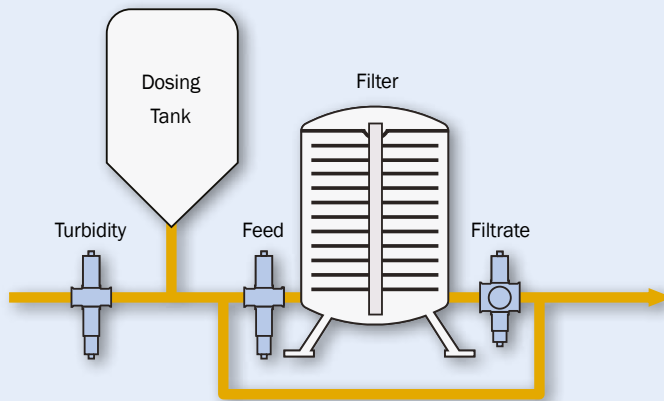 Dosing
Tank
Filter
Turbidity
Feed
Filtrate